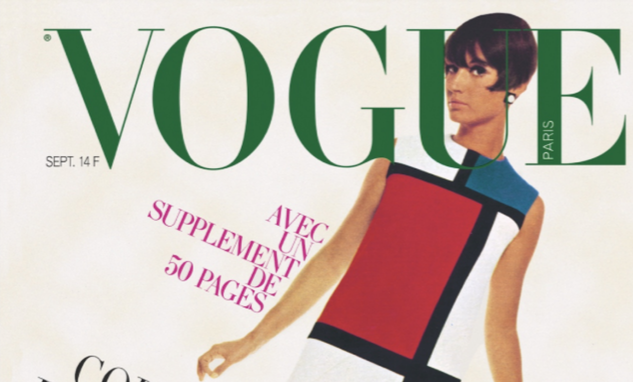 ® VOGUE
PARIS
SEPT. 14 F
AVEC
UN
SUPPLEMENT
DE
50 PAGES